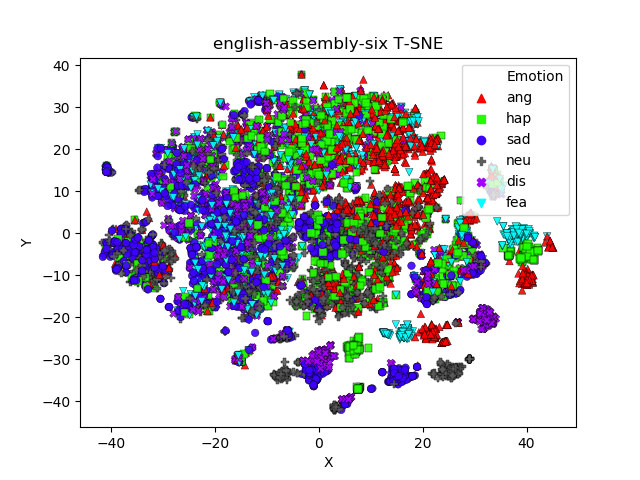 english-assembly-six T-SNE
Emotion
ang
hap
sad
neu
dis
fea
40
30
20
10
0
−10
−20
−30
−40
Y
−40
−20
0
20
40
X